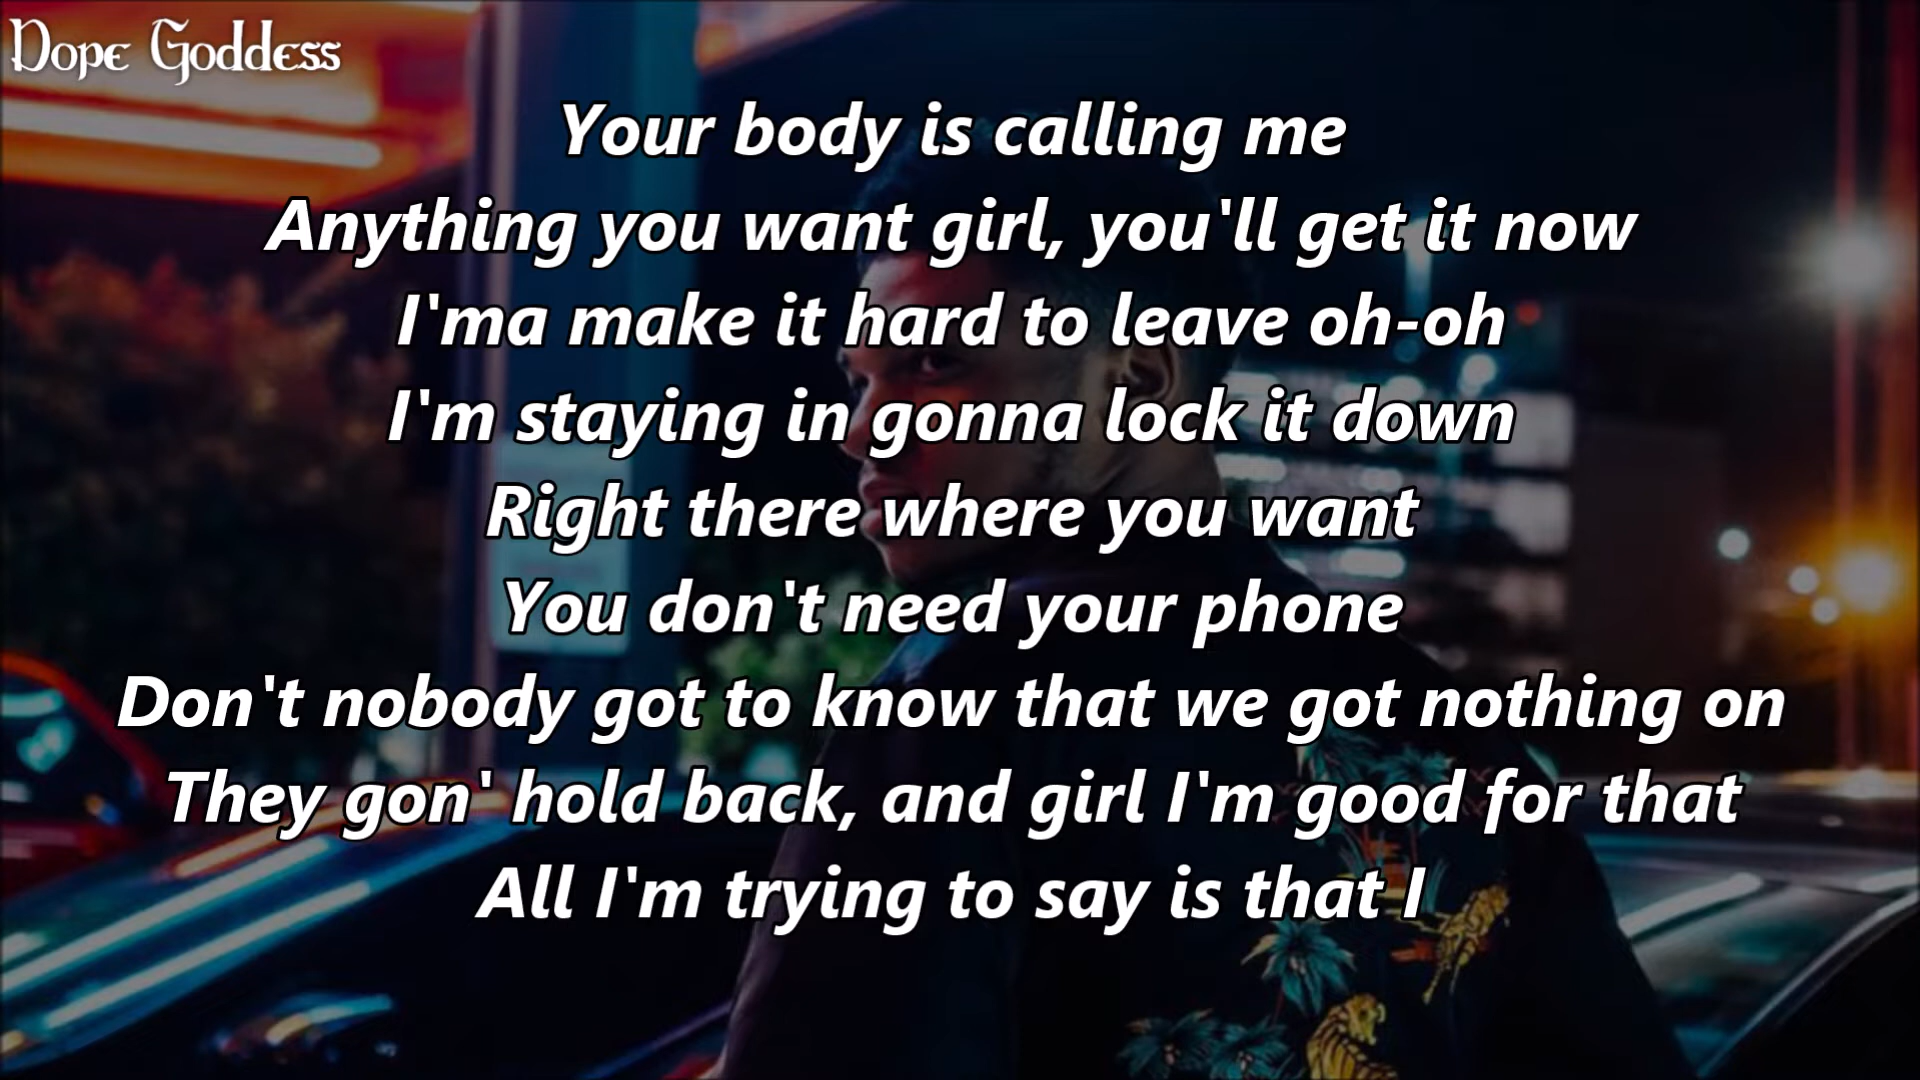 Dope Goddess
Your body is calling me
Anything you want girl, you'll get it now
I'ma make it hard to leave oh-oh
I'm staying in gonna lock it down
Right there where you want
You don't need your phone
Don't nobody got to know that we got nothing on
They gon' hold back, and girl I'm good for that
All I'm trying to say is that I